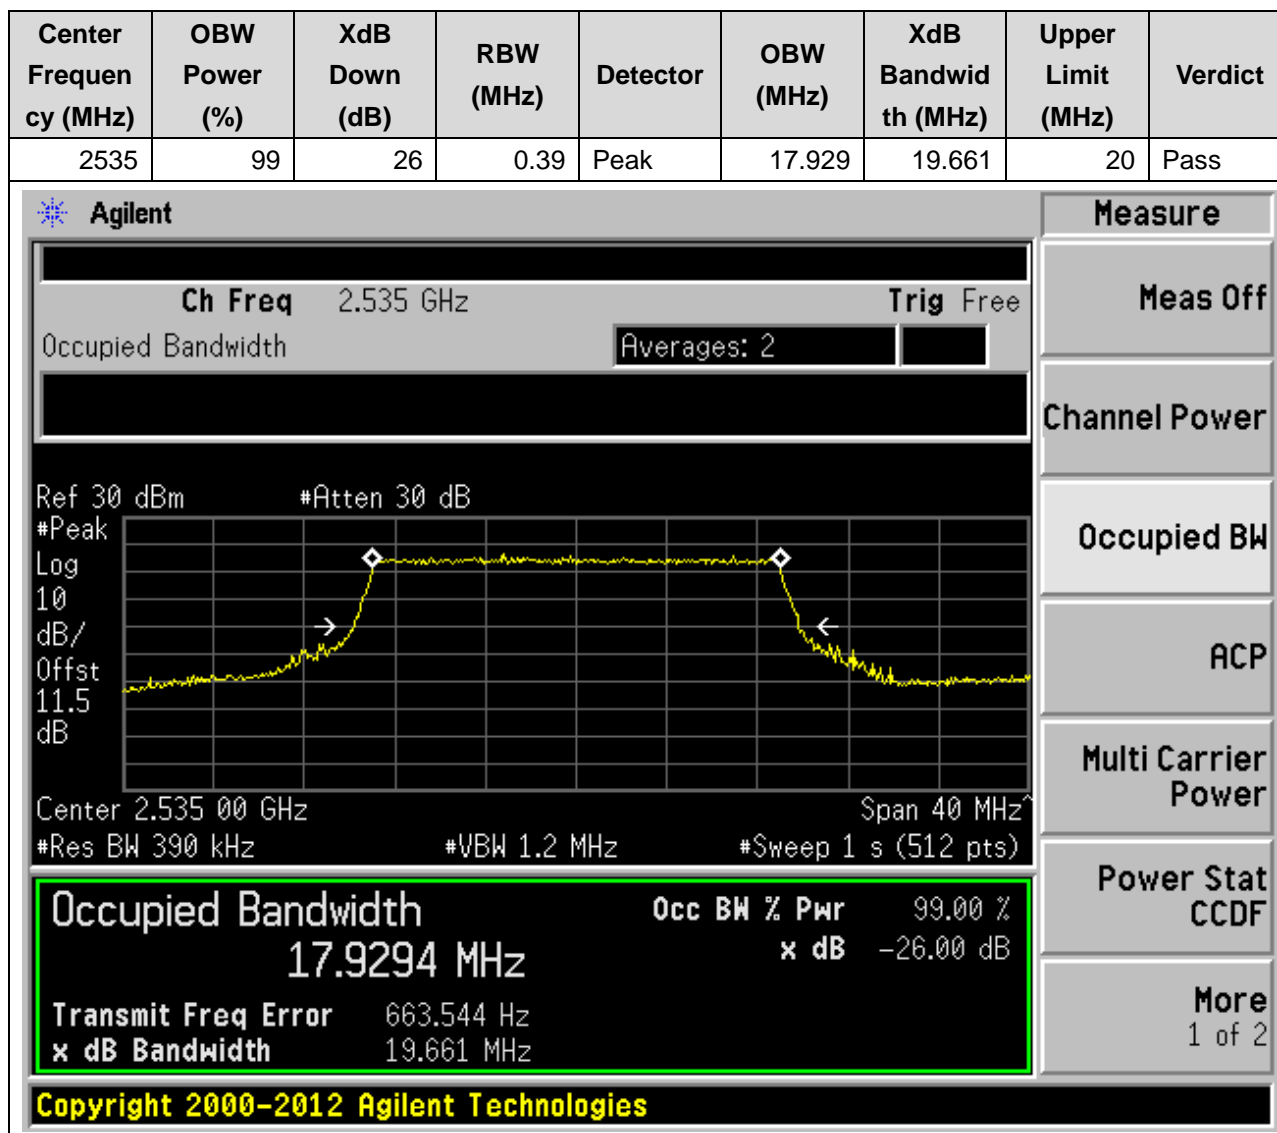 Center Frequen cy (MHz) | OBW Power (%) | XdB Down (dB) | RBW (MHz) | Detector | OBW (MHz) | XdB Bandwid th (MHz) | Upper Limit (MHz) | Verdict
2535 | 99 | 26 | 0.39 | Peak | 17.929 | 19.661 | 20 | Pass
Agilent
Measure
Ch Freq 2.535 GHz Trig Free
Meas Off
Occupied Bandwidth Averages: 2
Channel Power
Ref 30 dBm #Atten 30 dB
#Peak
Log
10
dB/
Offst
11.5
dB
Occupied BW
ACP
Multi Carrier
Power
Center 2.535 00 GHz Span 40 MHz^
#Res BW 390 kHz #VBW 1.2 MHz #Sweep 1 s (512 pts)
Power Stat
CCDF
Occupied Bandwidth Occ BW % Pwr 99.00 %
17.9294 MHz x dB -26.00 dB
Transmit Freq Error 663.544 Hz
x dB Bandwidth 19.661 MHz
More
1 of 2
Copyright 2000-2012 Agilent Technologies